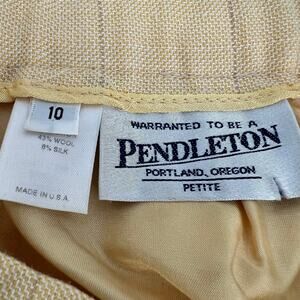 10
43% WOOL
8% SILK
MADE IN U.S.A.
WARRANTED TO BE A
PENDLETON
PORTLAND, OREGON
PETITE